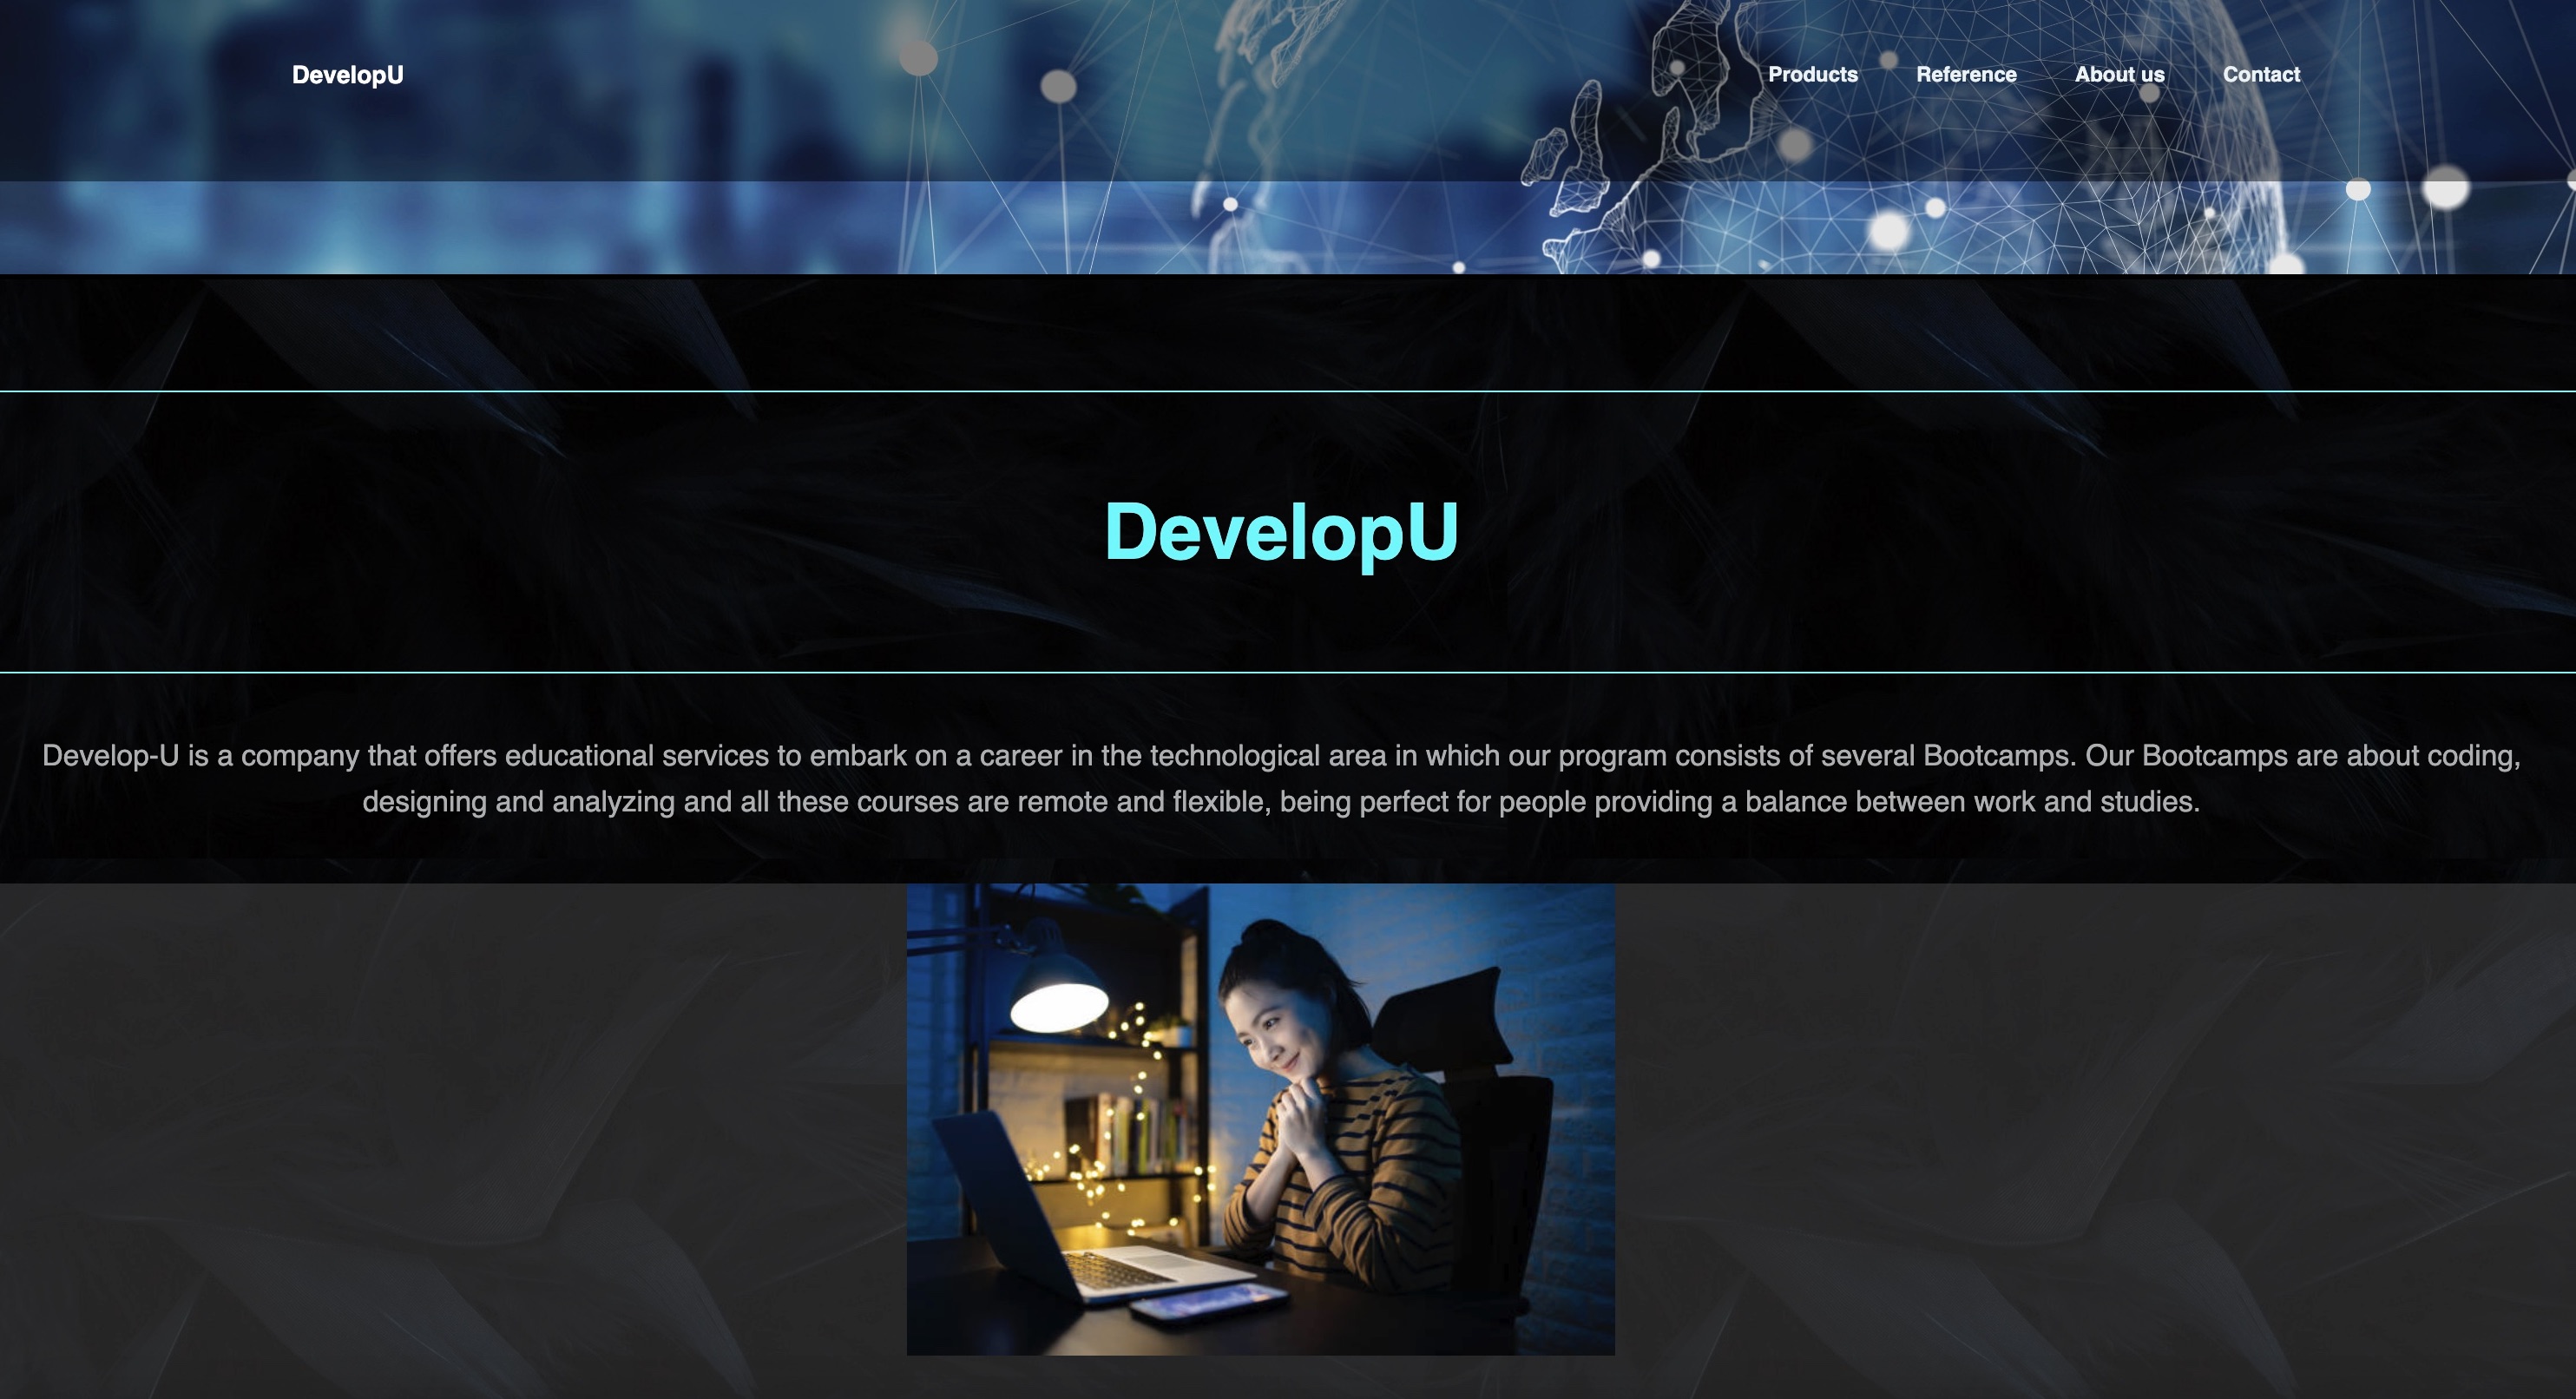 DevelopU
Products Reference About us Contact
DevelopU
Develop-U is a company that offers educational services to embark on a career in the technological area in which our program consists of several Bootcamps. Our Bootcamps are about coding,
designing and analyzing and all these courses are remote and flexible, being perfect for people providing a balance between work and studies.